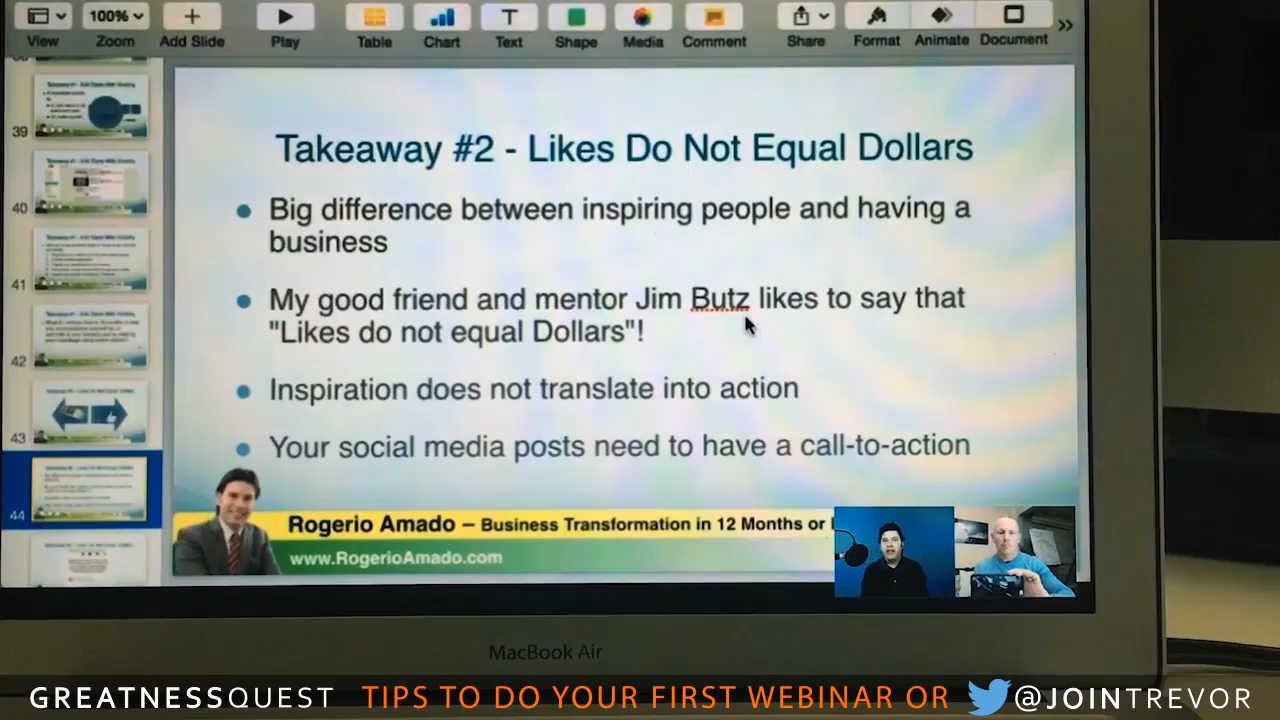 View
100%
Zoom
Add Slide
Play
Table
Chart
Text
Shape
Media
Comment
Share
Format
Animate
Document
39
40
41
42
43
44
Takeaway #2 - Likes Do Not Equal Dollars
Big difference between inspiring people and having a
business
My good friend and mentor Jim Butz likes to say that
"Likes do not equal Dollars"!
Inspiration does not translate into action
Your social media posts need to have a call-to-action
Rogerio Amado – Business Transformation in 12 Months or
www.RogerioAmado.com
MacBook Air
GREATNESSQUEST TIPS TO DO YOUR FIRST WEBINAR OR @JOINTREVOR